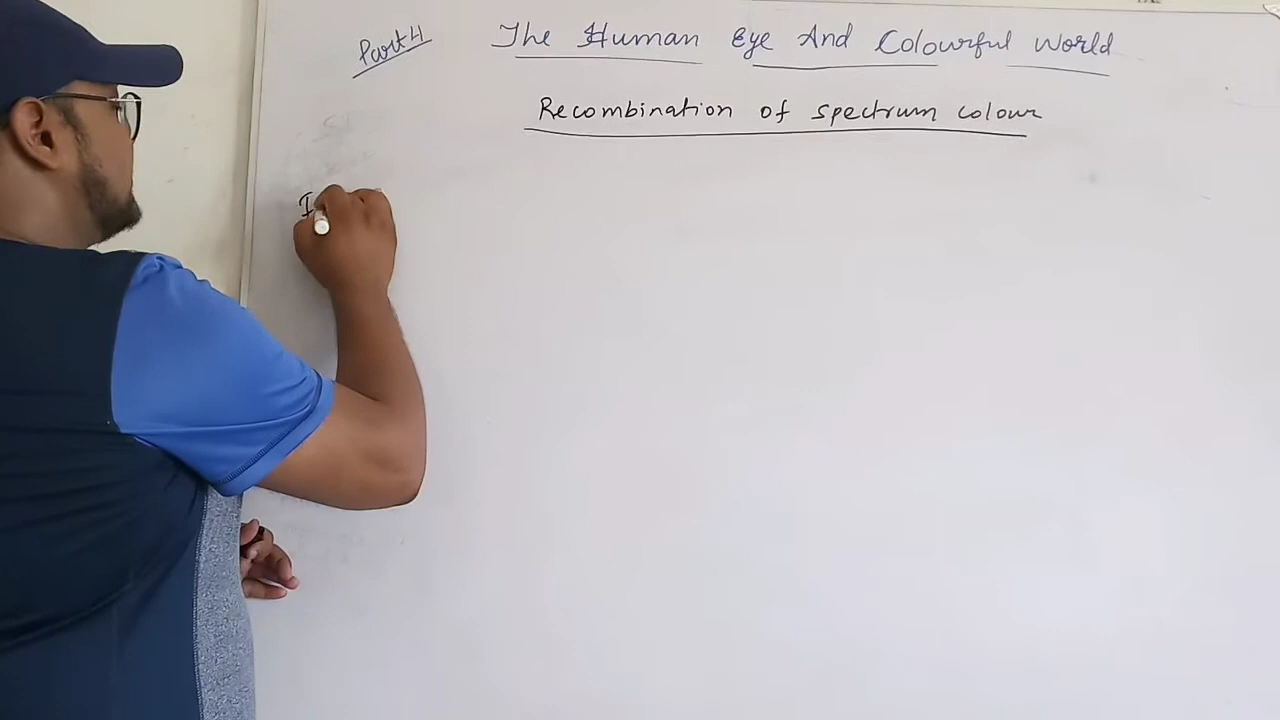 Part 4
The Human Eye And Colourful World
Recombination of spectrum colour
I